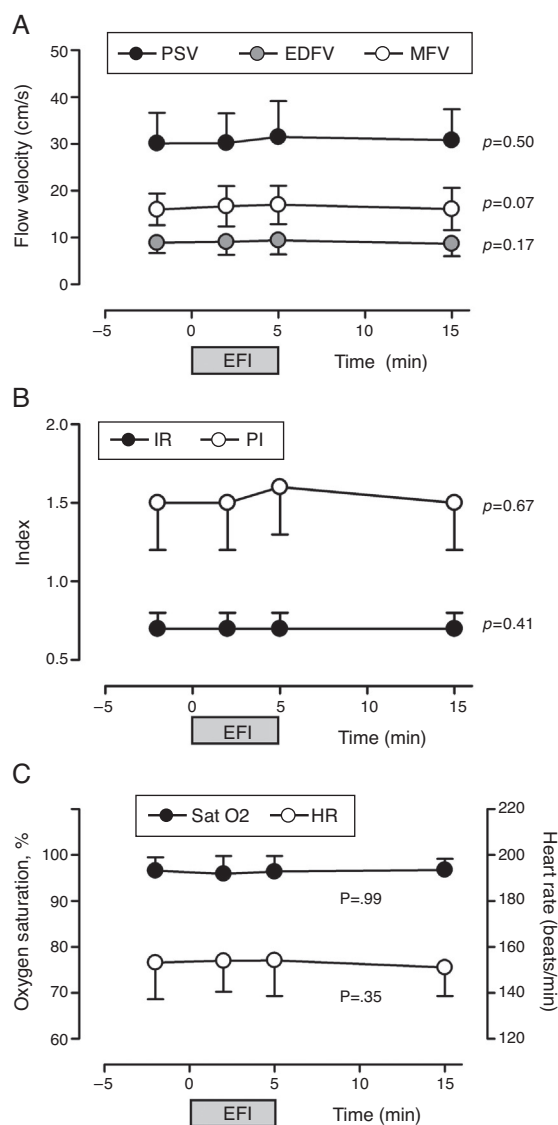 A
PSV EDFV MFV
Flow velocity (cm/s)
50
40
30
20
10
0
p=0.50
p=0.07
p=0.17
−5 0 5 10 15
EFI
Time (min)
B
IR PI
Index
2.0
1.5
1.0
0.5
p=0.67
p=0.41
−5 0 5 10 15
EFI
Time (min)
C
Sat O2 HR
Oxygen saturation, %
100
90
80
70
60
220
200
180
160
140
120
Heart rate (beats/min)
P=.99
P=.35
−5 0 5 10 15
EFI
Time (min)